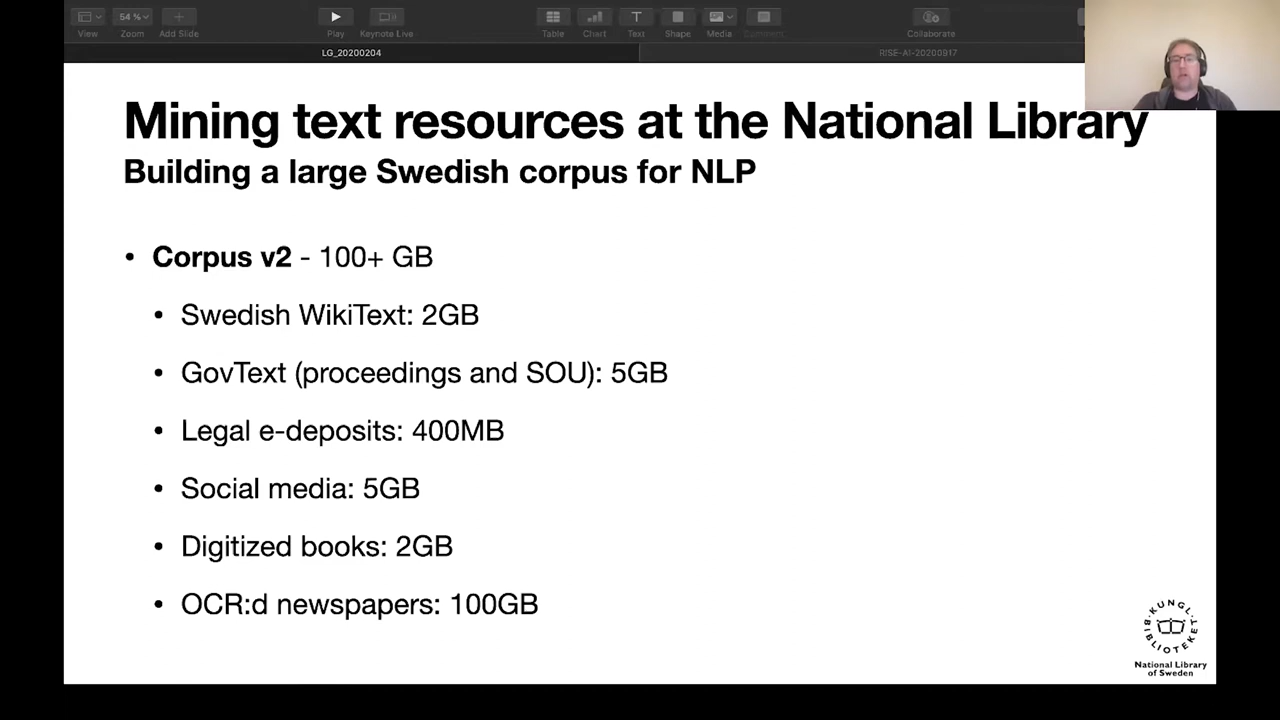 54 %
View
Zoom
Add Slide
Play
Keynote Live
Table
Chart
Text
Shape
Media
Comment
Collaborate
LG_20200204
RISE-AI-20200917
Mining text resources at the National Library
Building a large Swedish corpus for NLP
• Corpus v2 - 100+ GB
• Swedish WikiText: 2GB
• GovText (proceedings and SOU): 5GB
• Legal e-deposits: 400MB
• Social media: 5GB
• Digitized books: 2GB
• OCR:d newspapers: 100GB
KUNGL.
BIBLIOTEKET
National Library
of Sweden